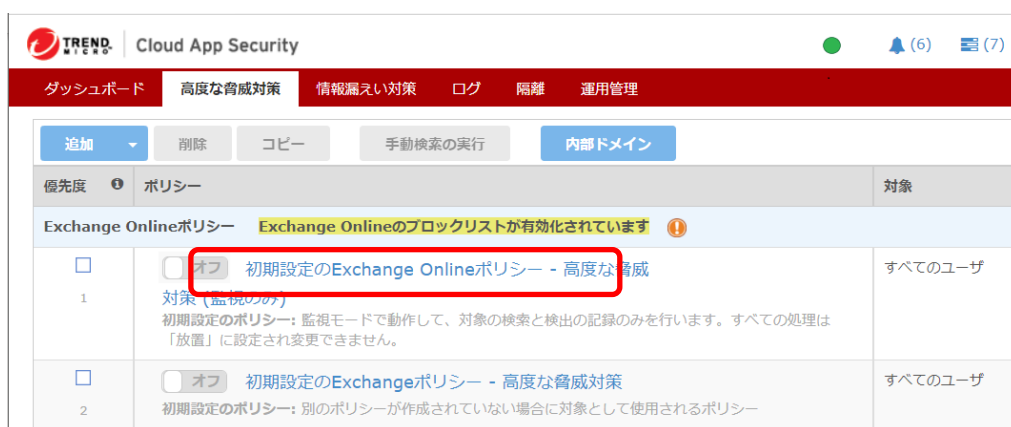 TREND MICRO Cloud App Security (6) (7)
ダッシュボード 高度な脅威対策 情報漏えい対策 ログ 隔離 運用管理
追加 削除 コピー 手動検索の実行 内部ドメイン
優先度 ポリシー 対象
Exchange Onlineポリシー Exchange Onlineのブロックリストが有効化されています
オフ 初期設定のExchange Onlineポリシー - 高度な脅威 すべてのユーザ
1 対策 (監視のみ)
初期設定のポリシー: 監視モードで動作して、対象の検索と検出の記録のみを行います。すべての処理は
「放置」に設定され変更できません。
オフ 初期設定のExchangeポリシー - 高度な脅威対策 すべてのユーザ
2 初期設定のポリシー: 別のポリシーが作成されていない場合に対象として使用されるポリシー